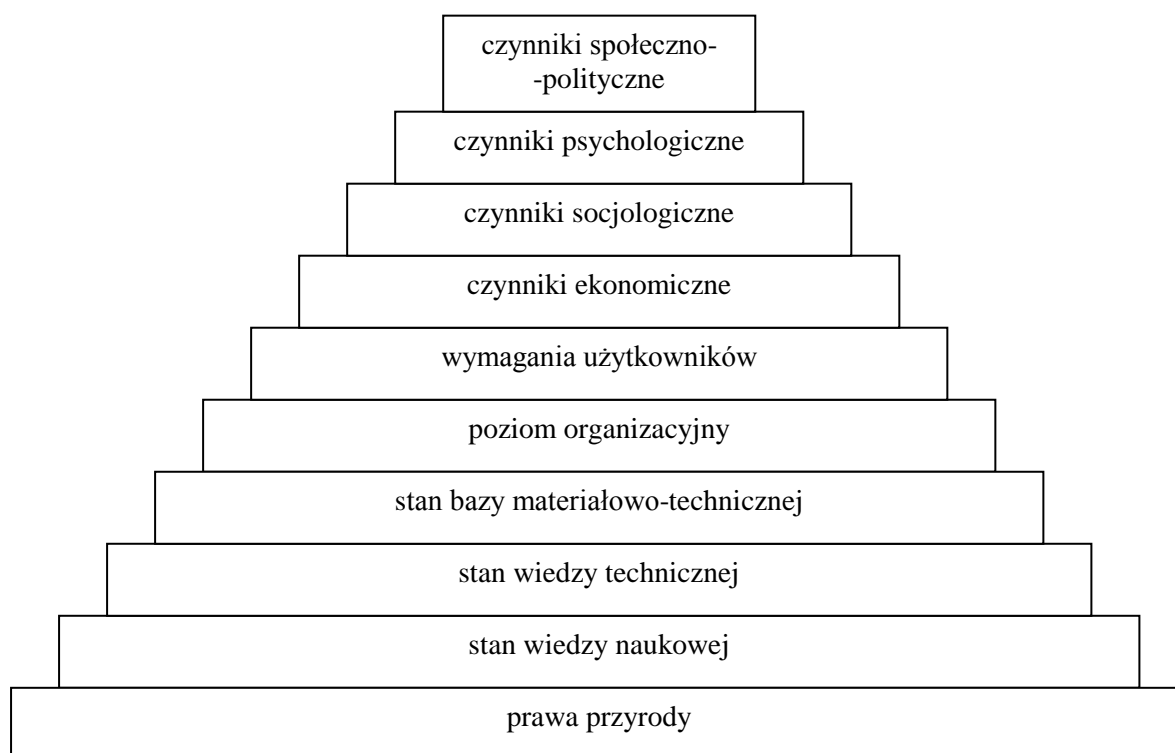 czynniki społeczno-
-polityczne
czynniki psychologiczne
czynniki socjologiczne
czynniki ekonomiczne
wymagania użytkowników
poziom organizacyjny
stan bazy materiałowo-technicznej
stan wiedzy technicznej
stan wiedzy naukowej
prawa przyrody